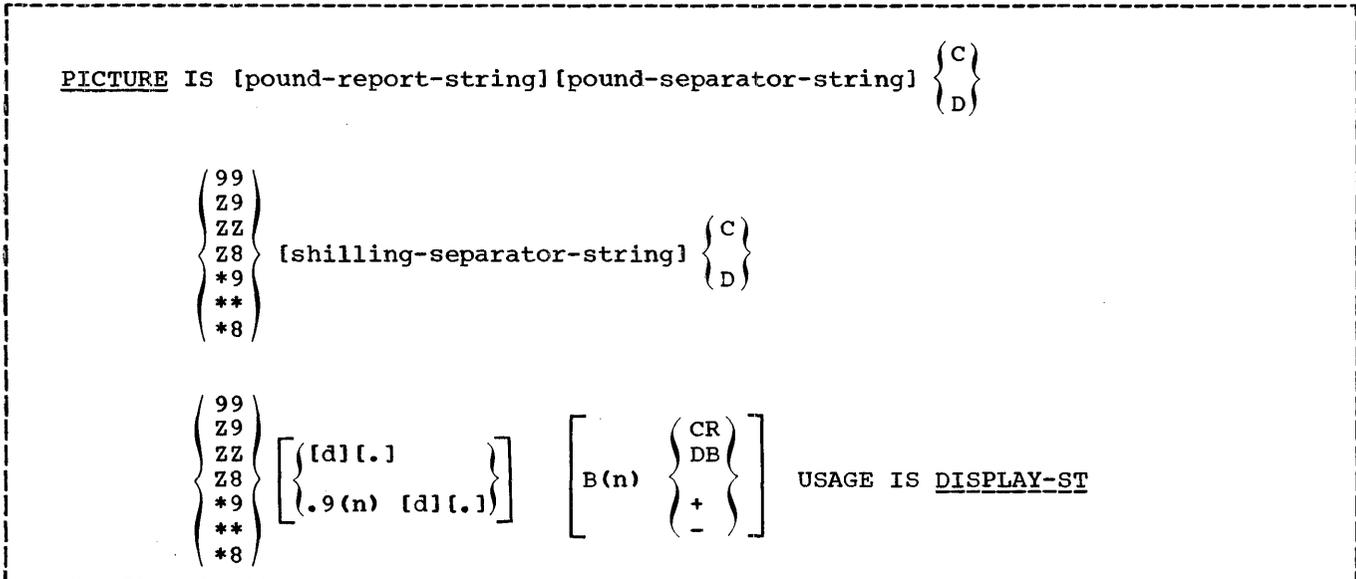 PICTURE IS [pound-report-string][pound-separator-string] {C
D}
99
Z9
ZZ
Z8
*9
**
*8
[shilling-separator-string] {C
D}
99
Z9
ZZ
Z8
*9
**
*8
[d][.]
.9(n) [d][.]
B(n)
CR
DB
+
-
USAGE IS DISPLAY-ST